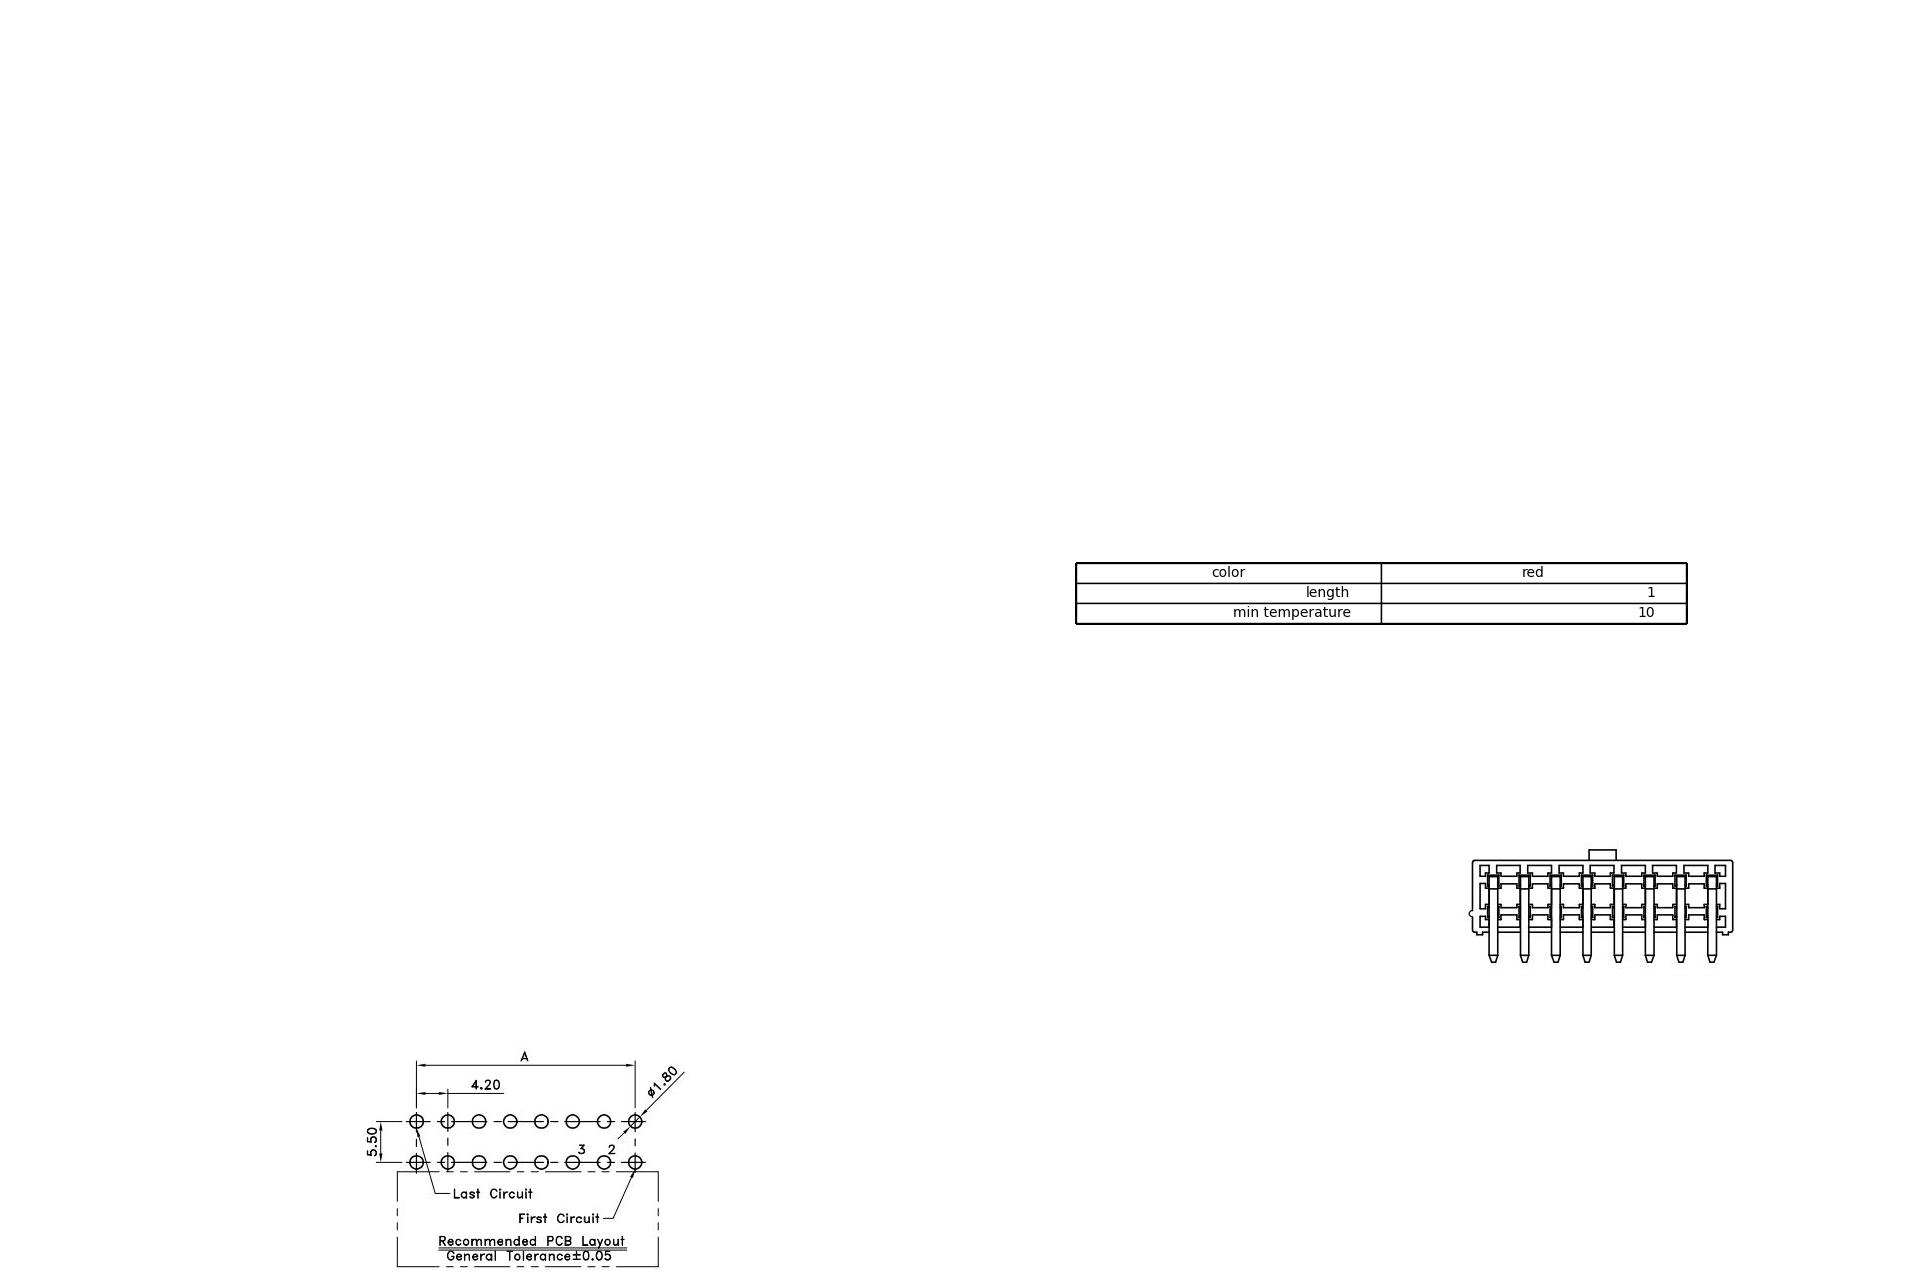 color red
length 1
min temperature 10
A
4.20
ø1.80
5.50
3 2
Last Circuit
First Circuit
Recommended PCB Layout
General Tolerance±0.05